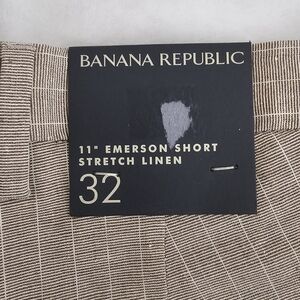 BANANA REPUBLIC
11" EMERSON SHORT
STRETCH LINEN
32